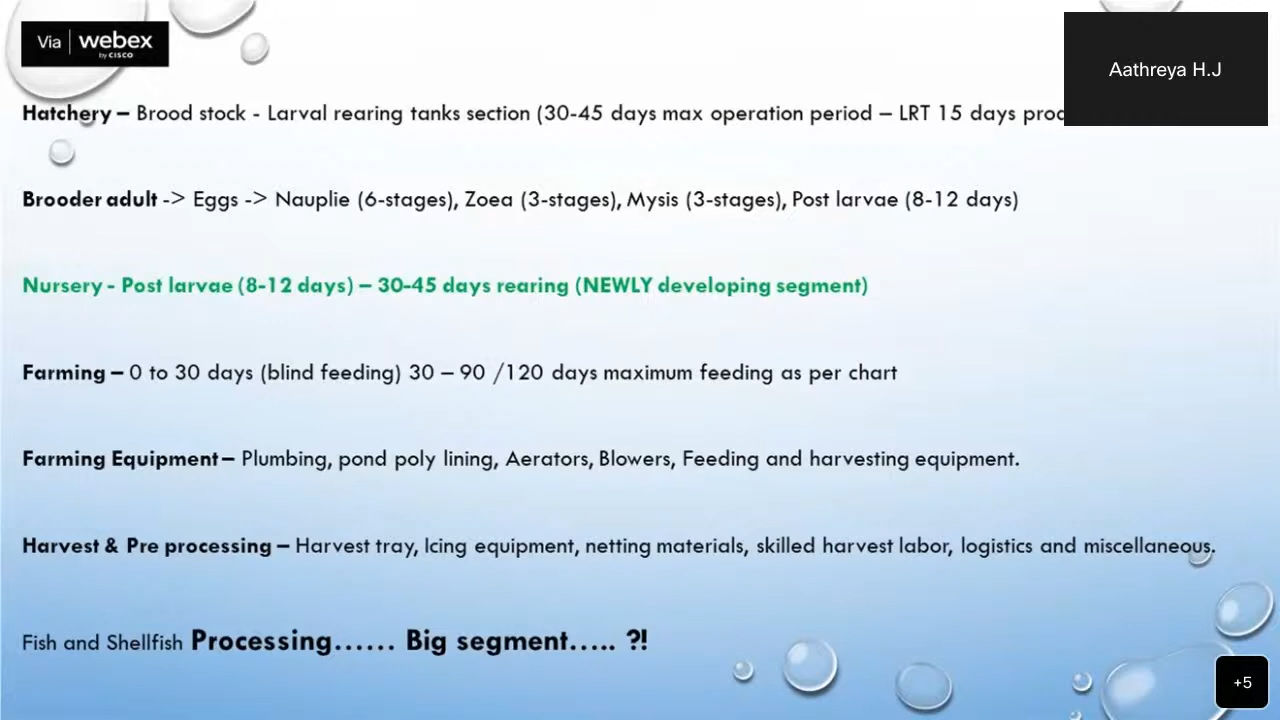 Via | webex
by CISCO
Aathreya H.J
Hatchery – Brood stock - Larval rearing tanks section (30-45 days max operation period – LRT 15 days
Brooder adult -> Eggs -> Nauplie (6-stages), Zoea (3-stages), Mysis (3-stages), Post larvae (8-12 days)
Nursery - Post larvae (8-12 days) – 30-45 days rearing (NEWLY developing segment)
Farming – 0 to 30 days (blind feeding) 30 – 90 /120 days maximum feeding as per chart
Farming Equipment – Plumbing, pond poly lining, Aerators, Blowers, Feeding and harvesting equipment.
Harvest & Pre processing – Harvest tray, Icing equipment, netting materials, skilled harvest labor, logistics and miscellaneous.
Fish and Shellfish Processing...... Big segment..... ?!
+5